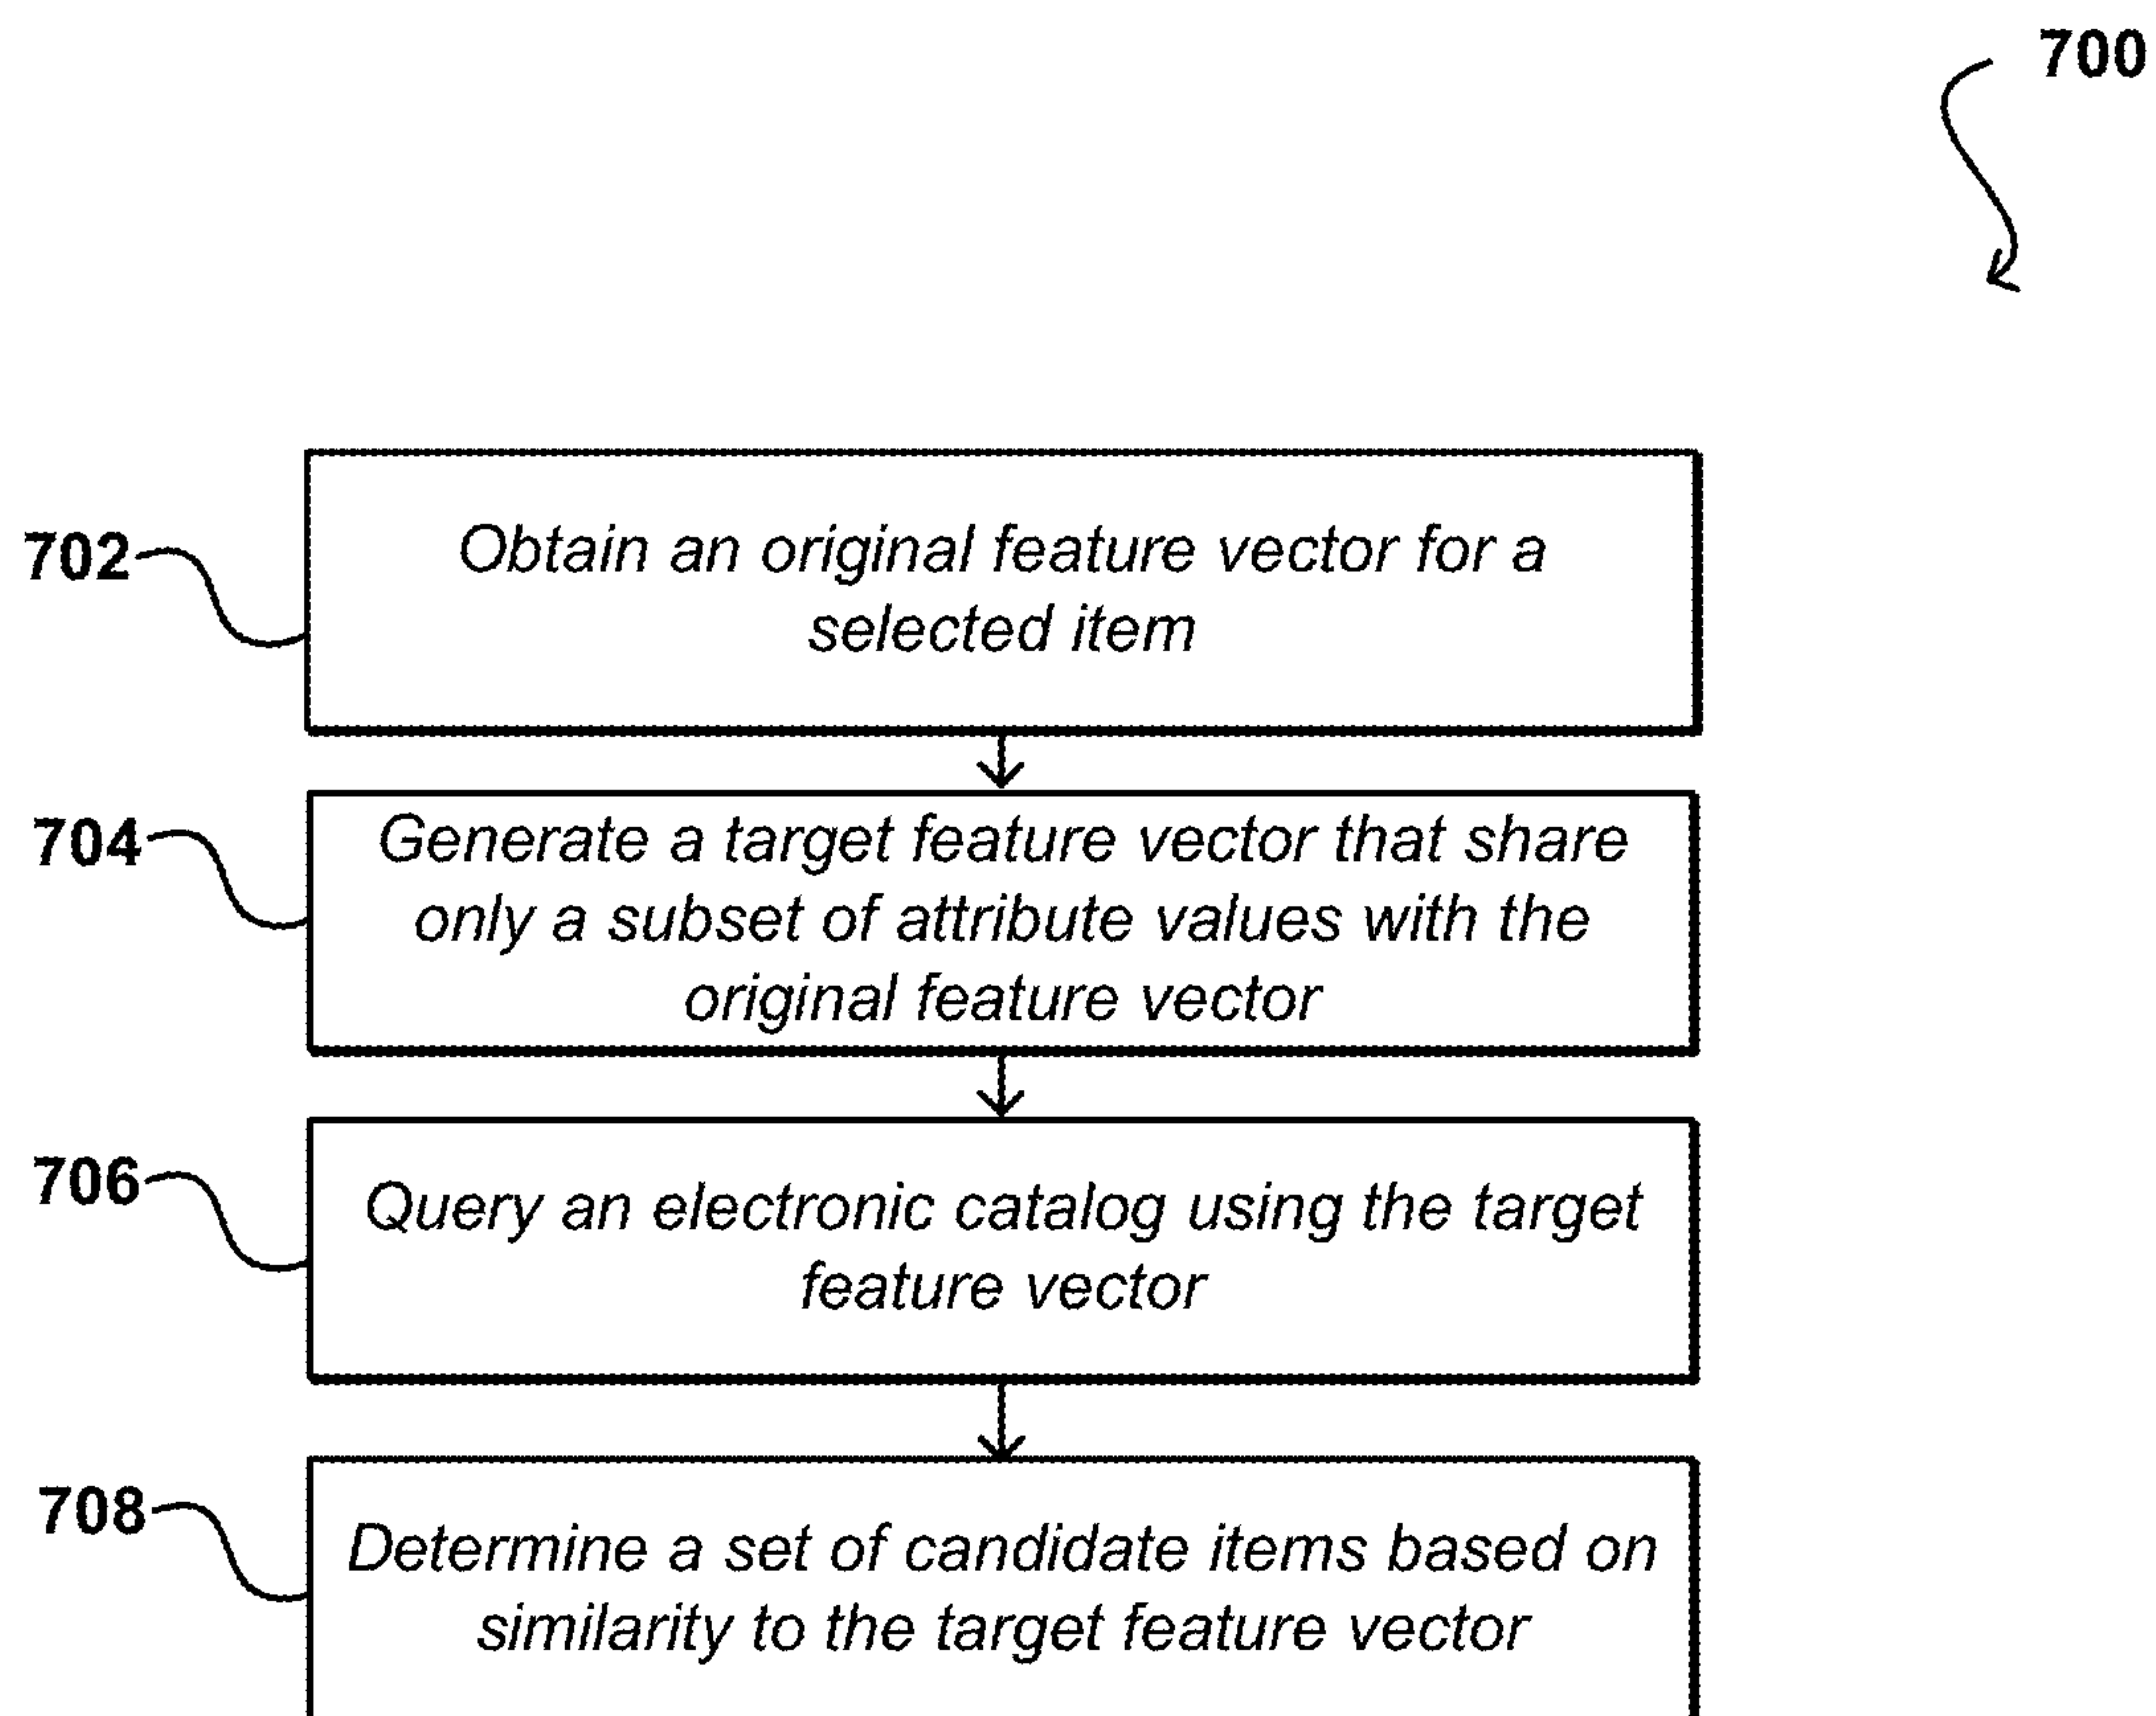 700
702
Obtain an original feature vector for a
selected item
704
Generate a target feature vector that share
only a subset of attribute values with the
original feature vector
706
Query an electronic catalog using the target
feature vector
708
Determine a set of candidate items based on
similarity to the target feature vector